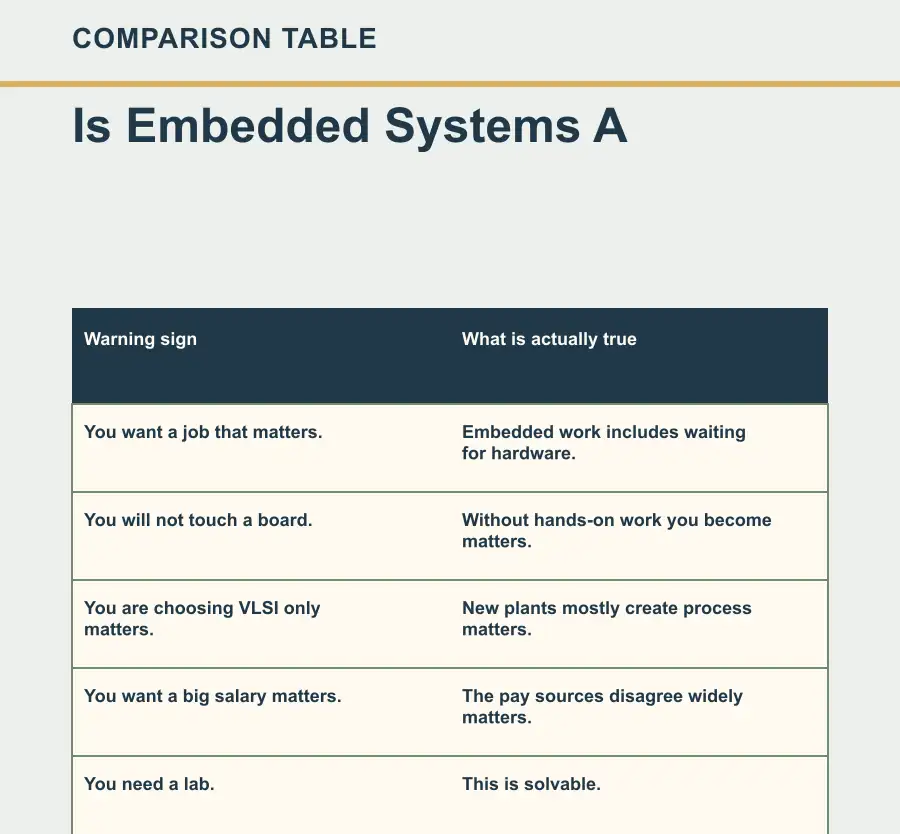 COMPARISON TABLE
Is Embedded Systems A
Warning sign
What is actually true
You want a job that matters.
Embedded work includes waiting
for hardware.
You will not touch a board.
Without hands-on work you become
matters.
You are choosing VLSI only
matters.
New plants mostly create process
matters.
You want a big salary matters.
The pay sources disagree widely
matters.
You need a lab.
This is solvable.